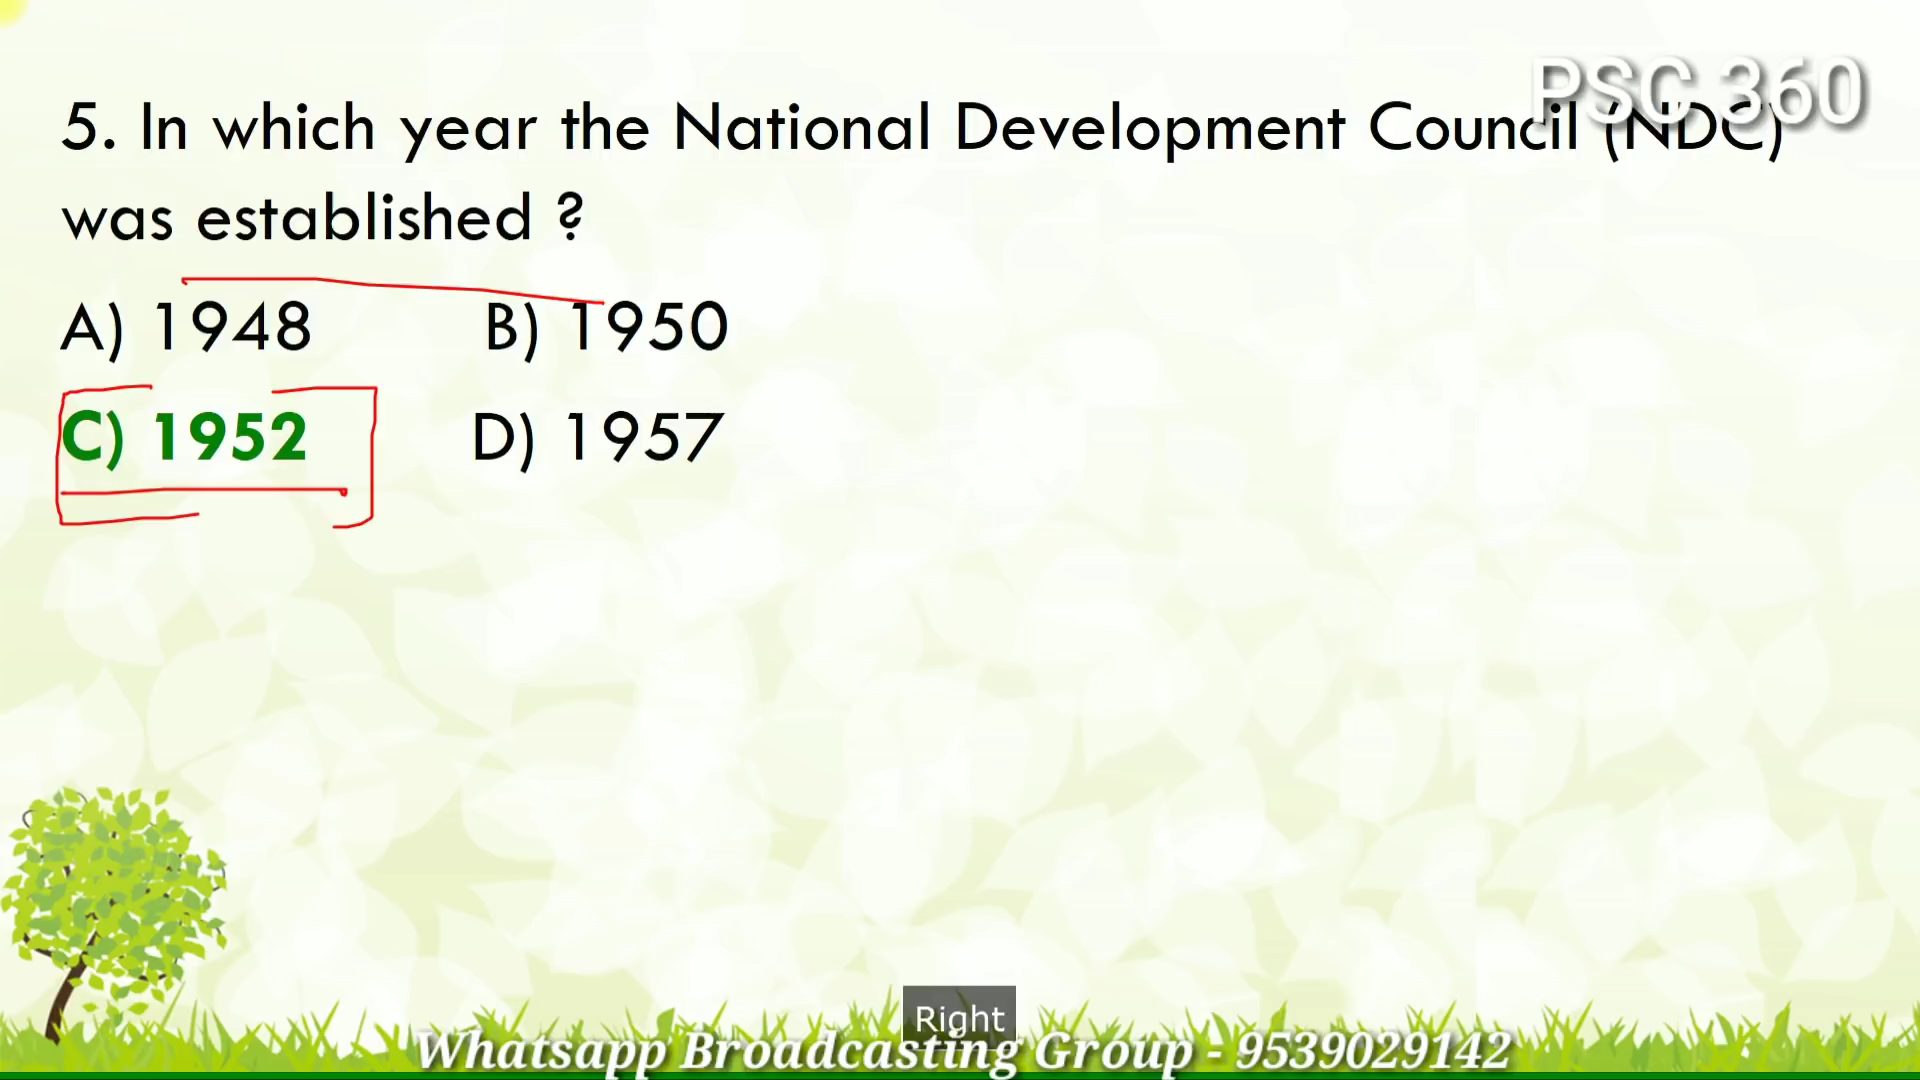 PSC 360
5. In which year the National Development Council (NDC)
was established ?
A) 1948 B) 1950
C) 1952 D) 1957
Right
Whatsapp Broadcasting Group - 9539029142